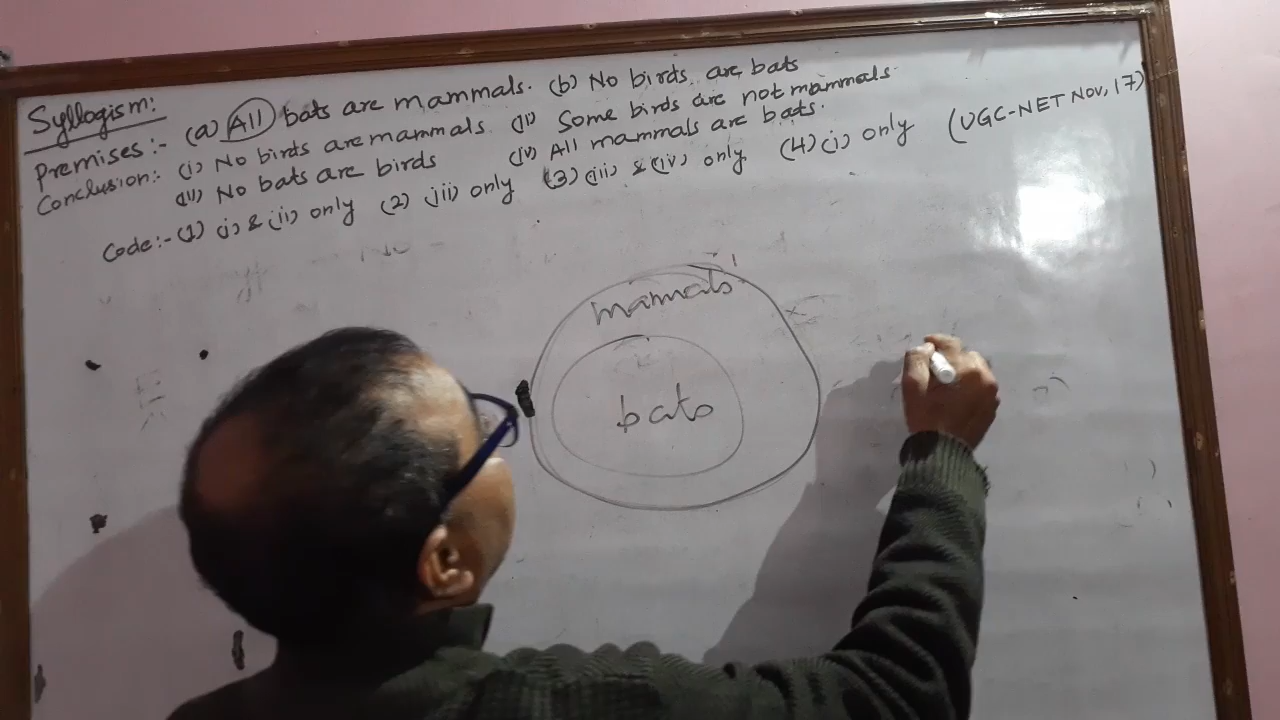 Syllogism:
Premises:- (a) All bats are mammals. (b) No birds are bats
Conclusion:- (i) No birds are mammals (ii) Some birds are not mammals.
(iii) No bats are birds (iv) All mammals are bats.
Code:- (1) (i) & (ii) only (2) (iii) only (3) (iii) & (iv) only (4) (i) only (UGC-NET Nov, 17)
mammals
bats